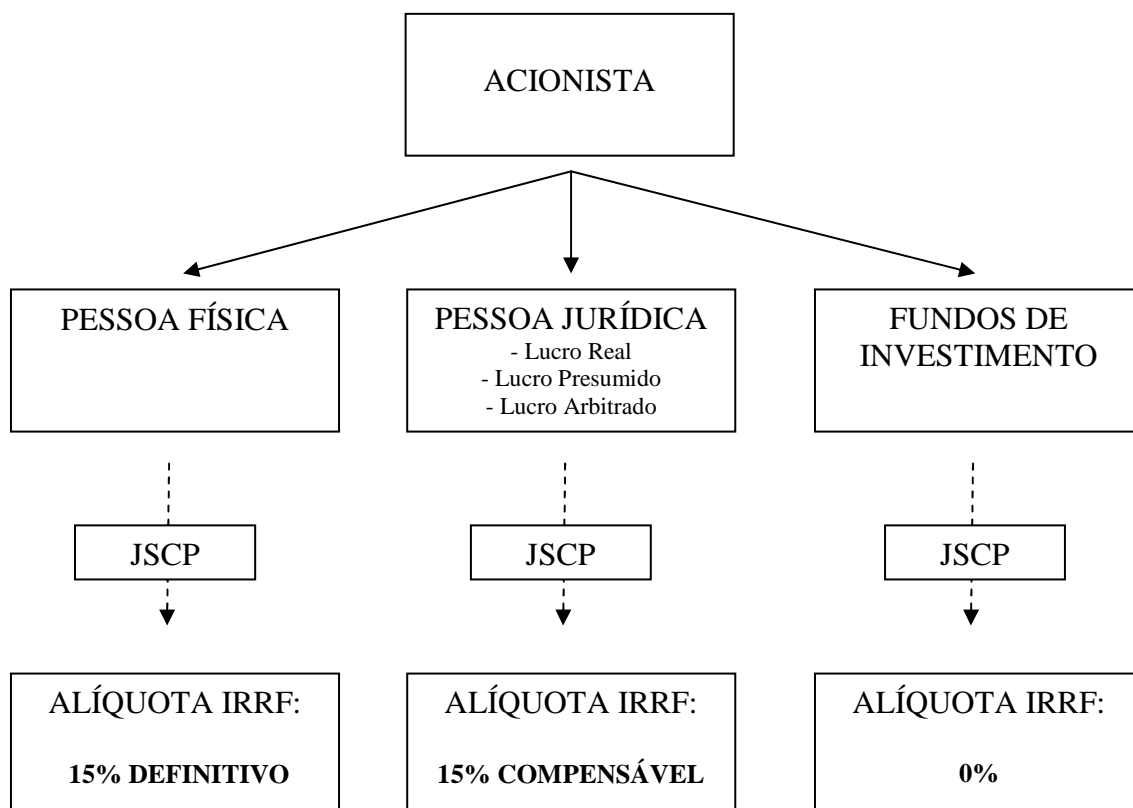 ACIONISTA
PESSOA FÍSICA
PESSOA JURÍDICA
- Lucro Real
- Lucro Presumido
- Lucro Arbitrado
FUNDOS DE
INVESTIMENTO
JSCP
JSCP
JSCP
ALÍQUOTA IRRF:
15% DEFINITIVO
ALÍQUOTA IRRF:
15% COMPENSÁVEL
ALÍQUOTA IRRF:
0%